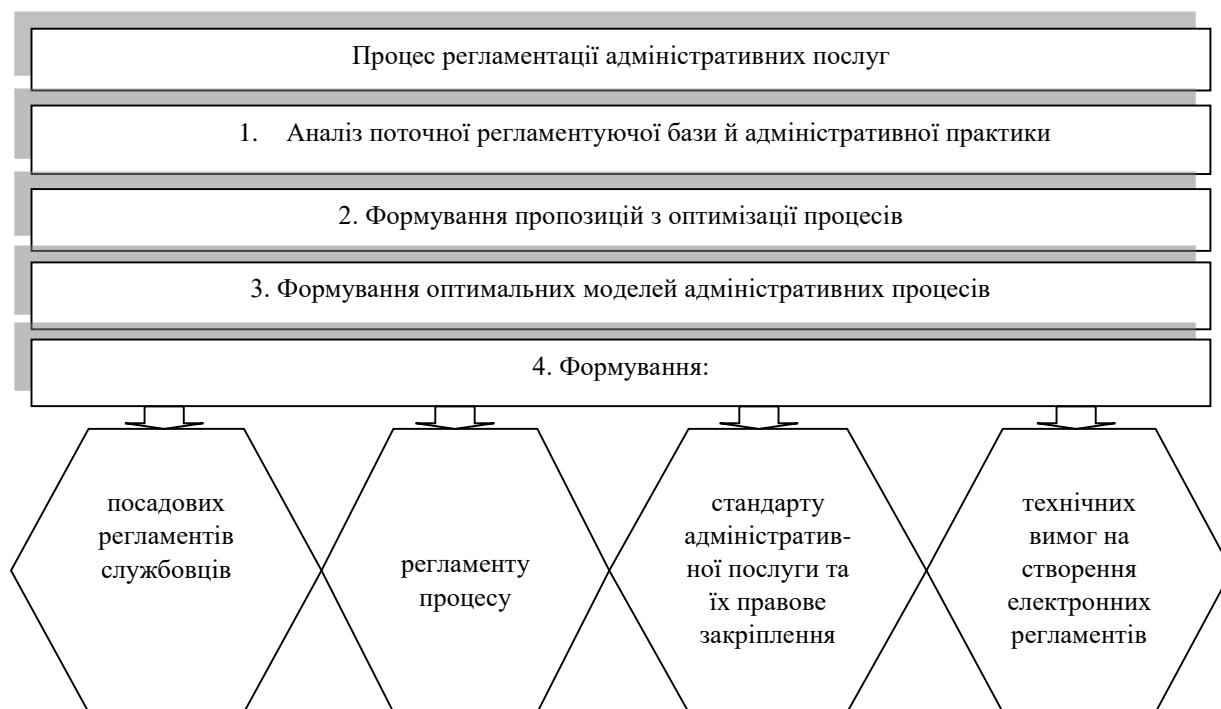 Процес регламентації адміністративних послуг
1. Аналіз поточної регламентуючої бази й адміністративної практики
2. Формування пропозицій з оптимізації процесів
3. Формування оптимальних моделей адміністративних процесів
4. Формування:
посадових
регламентів
службовців
регламенту
процесу
стандарту
адміністратив-
ної послуги та
їх правове
закріплення
технічних
вимог на
створення
електронних
регламентів